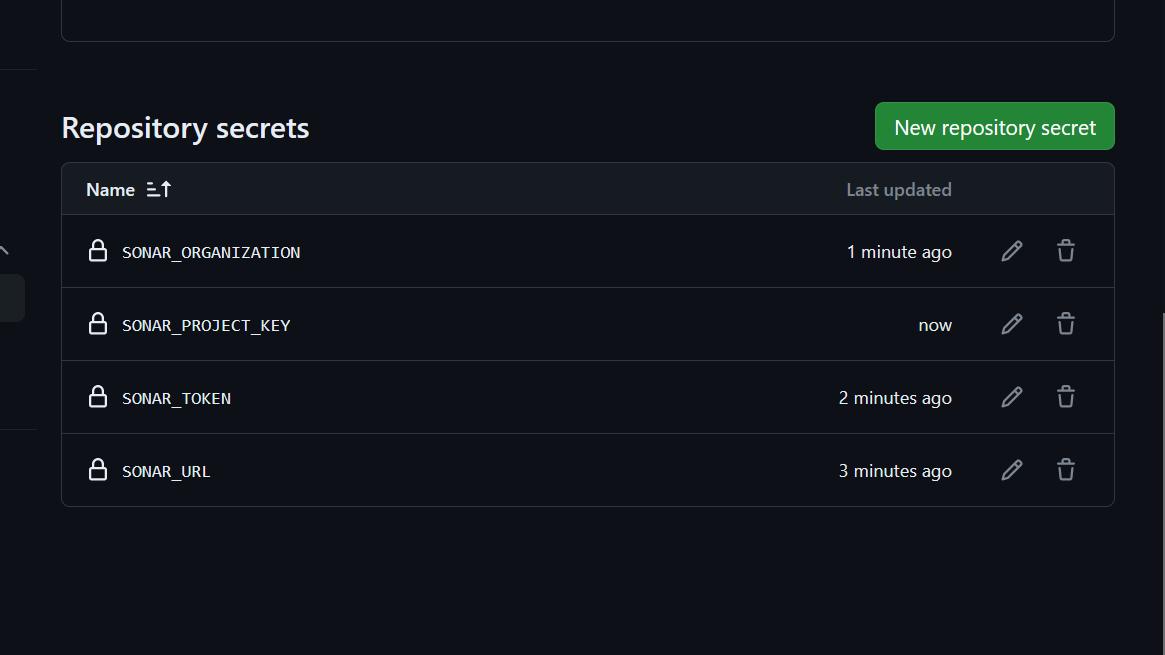 Repository secrets
New repository secret
Name
Last updated
SONAR_ORGANIZATION
1 minute ago
SONAR_PROJECT_KEY
now
SONAR_TOKEN
2 minutes ago
SONAR_URL
3 minutes ago